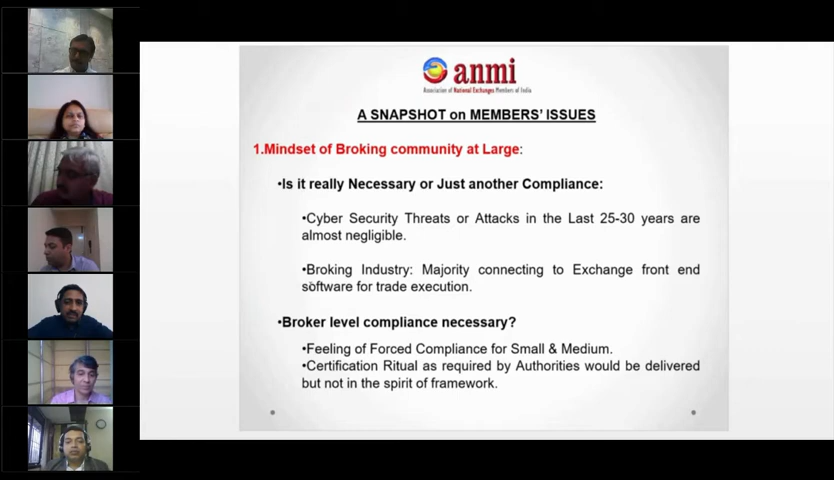 anmi
Association of National Exchanges Members of India
A SNAPSHOT on MEMBERS' ISSUES
1.Mindset of Broking community at Large:
•Is it really Necessary or Just another Compliance:
•Cyber Security Threats or Attacks in the Last 25-30 years are
almost negligible.
•Broking Industry: Majority connecting to Exchange front end
software for trade execution.
•Broker level compliance necessary?
•Feeling of Forced Compliance for Small & Medium.
•Certification Ritual as required by Authorities would be delivered
but not in the spirit of framework.